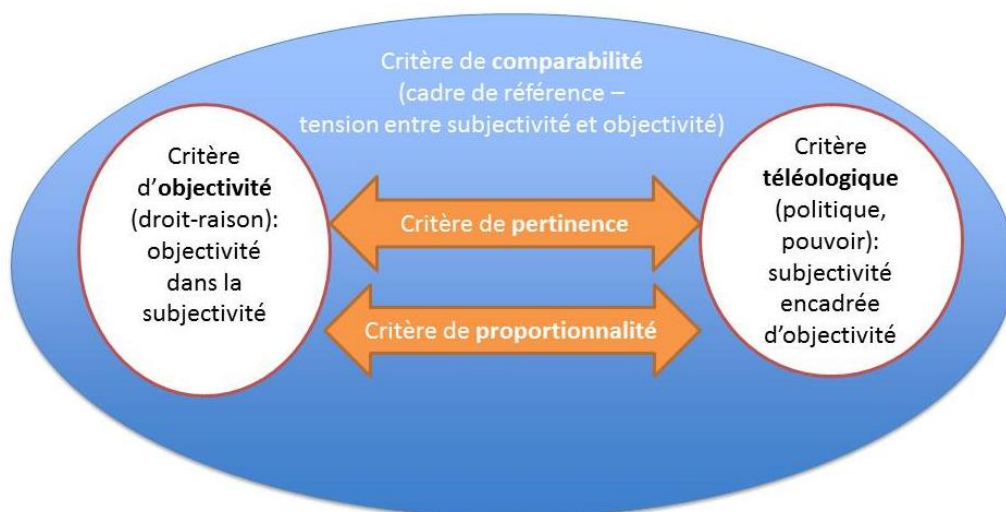 Critère de comparabilité
(cadre de référence –
tension entre subjectivité et objectivité)
Critère
d’objectivité
(droit-raison):
objectivité
dans la
subjectivité
Critère de pertinence
Critère de proportionnalité
Critère
téléologique
(politique,
pouvoir):
subjectivité
encadrée
d’objectivité